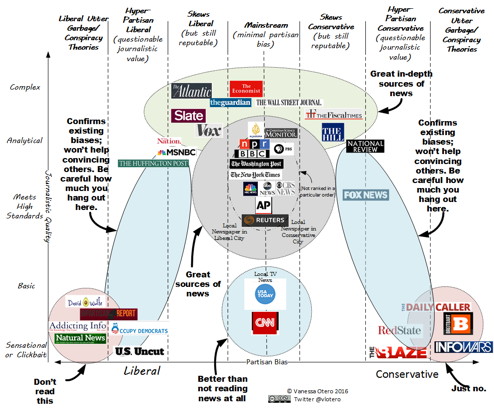 Liberal Utter
Garbage/
Conspiracy
Theories
Hyper-
Partisan
Liberal
(questionable
journalistic
value)
Skews
Liberal
(but still
reputable)
Mainstream
(minimal partisan
bias)
Skews
Conservative
(but still
reputable)
Hyper
Partisan
Conservative
(questionable
journalistic
value)
Conservative
Utter
Garbage/
Conspiracy
Theories
Journalistic Quality
Complex
Analytical
Meets
High
Standards
Basic
Sensational
or Clickbait
Great in-depth
sources of
news
The
Atlantic
The
Economist
theguardian
THE WALL STREET JOURNAL
THE FISCAL TIMES
Slate
Vox
MONITOR
THE
HILL
Confirms
existing
biases;
won't help
convincing
others. Be
careful how
much you
hang out
here.
The Nation.
MSNBC
THE HUFFINGTON POST
npr
BBC
PBS
The Washington Post
The New York Times
NBC
NEWS
abc
NEWS
CBS
NEWS
Not ranked in a
particular order!
AP
REUTERS
Local
Newspaper in
Liberal City
Local
Newspaper in
Conservative
City
NATIONAL
REVIEW
FOX NEWS
Confirms
existing
biases;
won't help
convincing
others. Be
careful how
much you
hang out
here.
Great
sources of
news
Local TV
News
USA
TODAY
CNN
David Wolfe
REPORT
Addicting Info
Natural News
OCCUPY DEMOCRATS
U.S. Uncut
THE DAILY CALLER
RedState
B
THE BLAZE
INFOWARS
Don't
read
this
Liberal
Better than
not reading
news at all
Partisan Bias
Conservative
Just no.
© Vanessa Otero 2016
Twitter @vlotero